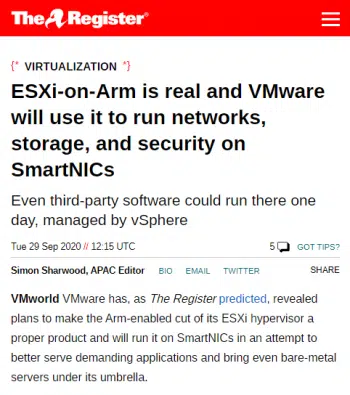 The A Register®
{* VIRTUALIZATION *}
ESXi-on-Arm is real and VMware
will use it to run networks,
storage, and security on
SmartNICs
Even third-party software could run there one
day, managed by vSphere
Tue 29 Sep 2020 // 12:15 UTC
5 GOT TIPS?
Simon Sharwood, APAC Editor BIO EMAIL TWITTER SHARE
VMworld VMware has, as The Register predicted, revealed
plans to make the Arm-enabled cut of its ESXi hypervisor a
proper product and will run it on SmartNICs in an attempt to
better serve demanding applications and bring even bare-metal
servers under its umbrella.